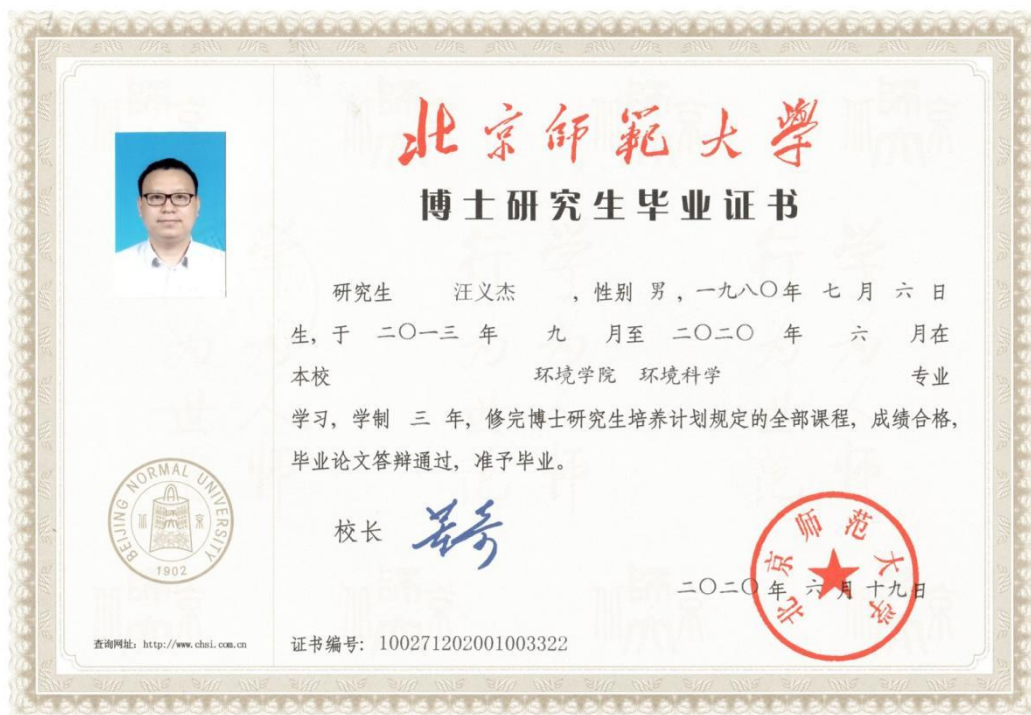 北京師範大學
博士研究生毕业证书
研究生 汪义杰 ，性别 男 ，一九八〇年 七 月 六 日
生，于 二〇一三 年 九 月至 二〇二〇 年 六 月在
本校 环境学院 环境科学 专业
学习，学制 三 年，修完博士研究生培养计划规定的全部课程，成绩合格，
毕业论文答辩通过，准予毕业。
校长
二〇二〇年 六 月 十九日
北京师范大学
BEIJING NORMAL UNIVERSITY
1902
查询网址：http://www.chsi.com.cn
证书编号：100271202001003322